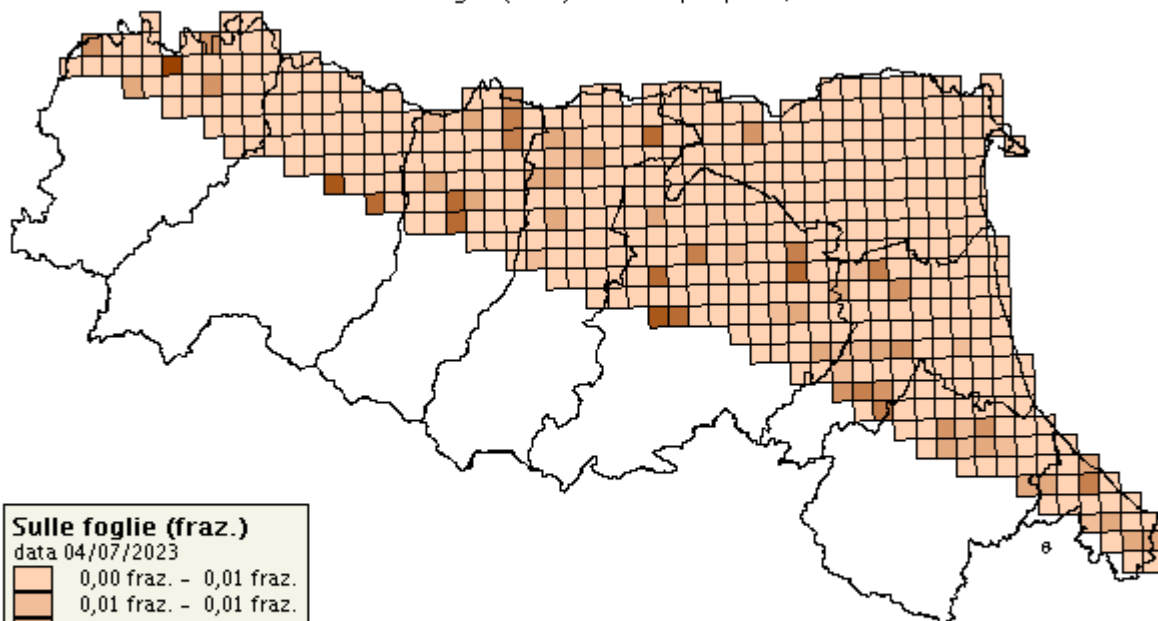 Sulle foglie (fraz.)
data 04/07/2023
0,00 fraz. - 0,01 fraz.
0,01 fraz. - 0,01 fraz.